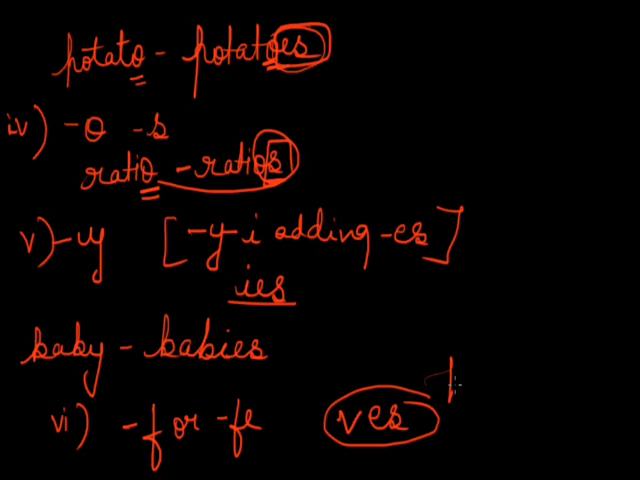 potato - potatoes
iv) -o -s
ratio - ratios
v) -y [-y i adding -es]
ies
baby - babies
vi) -f or -fe ves